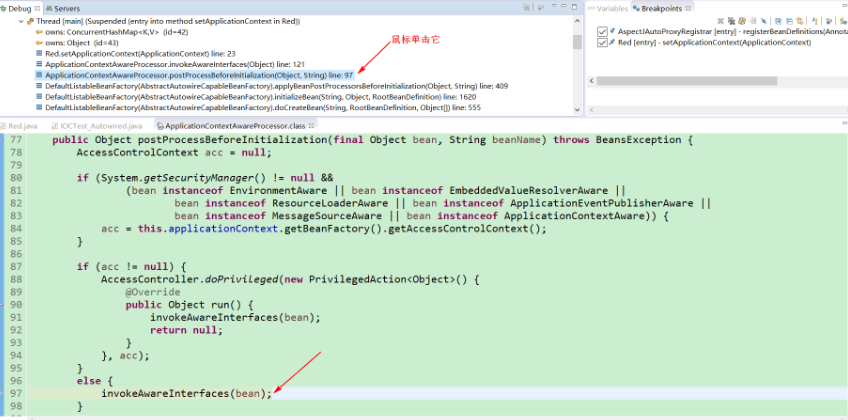 Debug Servers
Variables Breakpoints
Thread [main] (Suspended (entry into method setApplicationContext in Red))
owns: ConcurrentHashMap<K,V> (id=42)
owns: Object (id=43)
Red.setApplicationContext(ApplicationContext) line: 23
ApplicationContextAwareProcessor.invokeAwareInterfaces(Object) line: 121
ApplicationContextAwareProcessor.postProcessBeforeInitialization(Object, String) line: 97
DefaultListableBeanFactory(AbstractAutowireCapableBeanFactory).applyBeanPostProcessorsBeforeInitialization(Object, String) line: 409
DefaultListableBeanFactory(AbstractAutowireCapableBeanFactory).initializeBean(String, Object, RootBeanDefinition) line: 1620
DefaultListableBeanFactory(AbstractAutowireCapableBeanFactory).doCreateBean(String, RootBeanDefinition, Object[]) line: 555
鼠标单击它
AspectJAutoProxyRegistrar [entry] - registerBeanDefinitions(Annota
Red [entry] - setApplicationContext(ApplicationContext)
Red.java IOCTest_Autowired.java ApplicationContextAwareProcessor.class
77 public Object postProcessBeforeInitialization(final Object bean, String beanName) throws BeansException {
78 AccessControlContext acc = null;
79
80 if (System.getSecurityManager() != null &&
81 (bean instanceof EnvironmentAware || bean instanceof EmbeddedValueResolverAware ||
82 bean instanceof ResourceLoaderAware || bean instanceof ApplicationEventPublisherAware ||
83 bean instanceof MessageSourceAware || bean instanceof ApplicationContextAware)) {
84 acc = this.applicationContext.getBeanFactory().getAccessControlContext();
85 }
86
87 if (acc != null) {
88 AccessController.doPrivileged(new PrivilegedAction<Object>() {
89 @Override
90 public Object run() {
91 invokeAwareInterfaces(bean);
92 return null;
93 }
94 }, acc);
95 }
96 else {
97 invokeAwareInterfaces(bean);
98 }